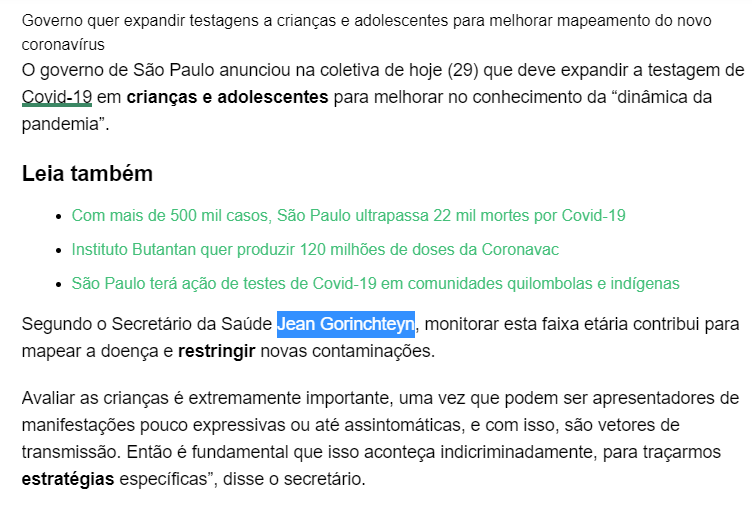 Governo quer expandir testagens a crianças e adolescentes para melhorar mapeamento do novo
coronavírus
O governo de São Paulo anunciou na coletiva de hoje (29) que deve expandir a testagem de
Covid-19 em crianças e adolescentes para melhorar no conhecimento da “dinâmica da
pandemia”.
Leia também
Com mais de 500 mil casos, São Paulo ultrapassa 22 mil mortes por Covid-19
Instituto Butantan quer produzir 120 milhões de doses da Coronavac
São Paulo terá ação de testes de Covid-19 em comunidades quilombolas e indígenas
Segundo o Secretário da Saúde Jean Gorinchteyn, monitorar esta faixa etária contribui para
mapear a doença e restringir novas contaminações.
Avaliar as crianças é extremamente importante, uma vez que podem ser apresentadores de
manifestações pouco expressivas ou até assintomáticas, e com isso, são vetores de
transmissão. Então é fundamental que isso aconteça indicriminadamente, para traçarmos
estratégias específicas”, disse o secretário.